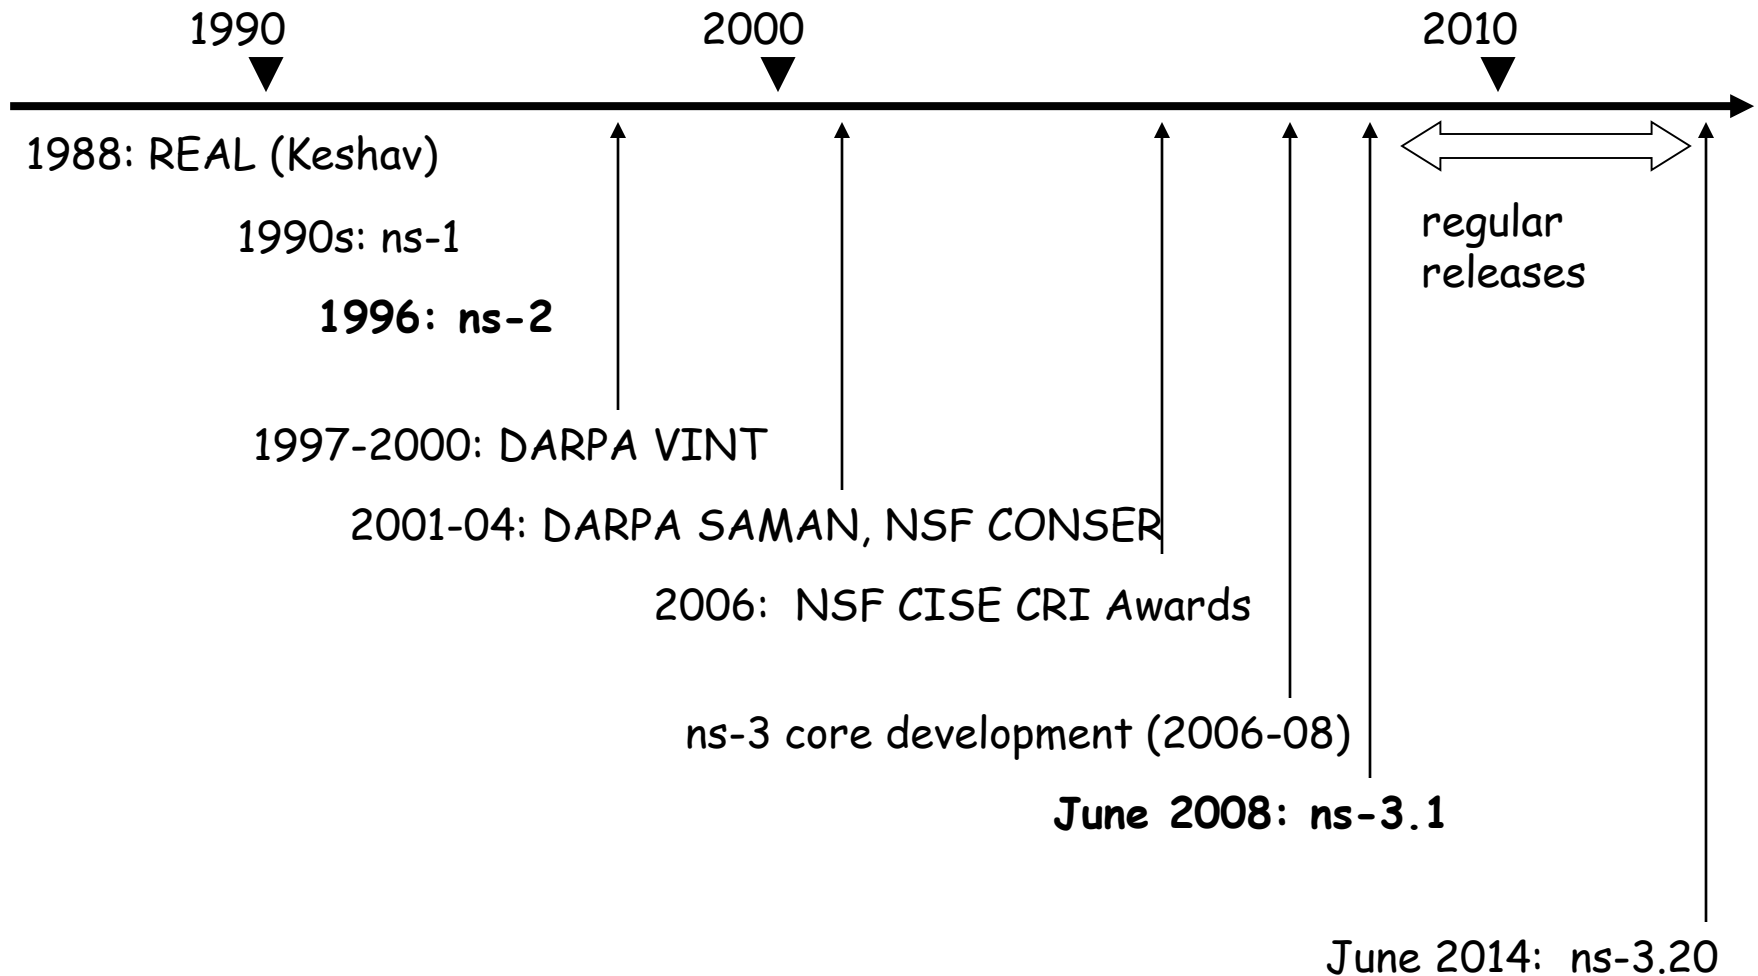 1990
2000
2010
1988: REAL (Keshav)
1990s: ns-1
1996: ns-2
regular
releases
1997-2000: DARPA VINT
2001-04: DARPA SAMAN, NSF CONSER
2006: NSF CISE CRI Awards
ns-3 core development (2006-08)
June 2008: ns-3.1
June 2014: ns-3.20